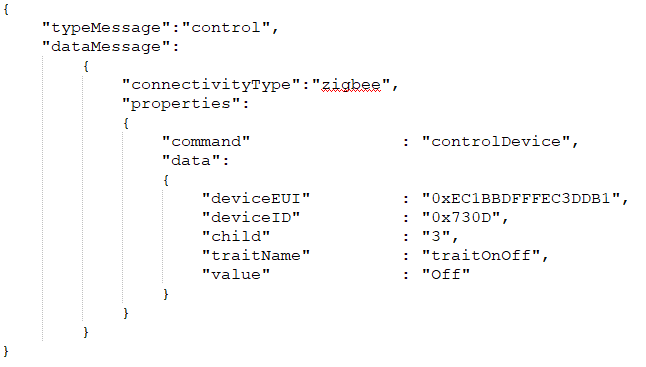 {
"typeMessage":"control",
"dataMessage":
{
"connectivityType":"zigbee",
"properties":
{
"command" : "controlDevice",
"data":
{
"deviceEUI" : "0xEC1BBDFFFEC3DDB1",
"deviceID" : "0x730D",
"child" : "3",
"traitName" : "traitOnOff",
"value" : "Off"
}
}
}
}